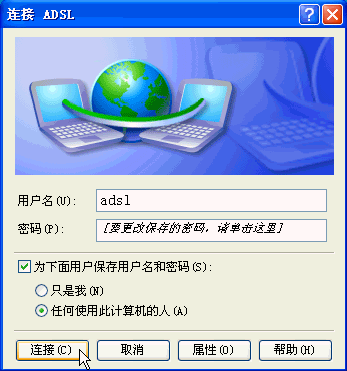 连接 ADSL
用户名(U): adsl
密码(P): [要更改保存的密码，请单击这里]
为下面用户保存用户名和密码(S):
只是我(N)
任何使用此计算机的人(A)
连接(C) 取消 属性(O) 帮助(H)